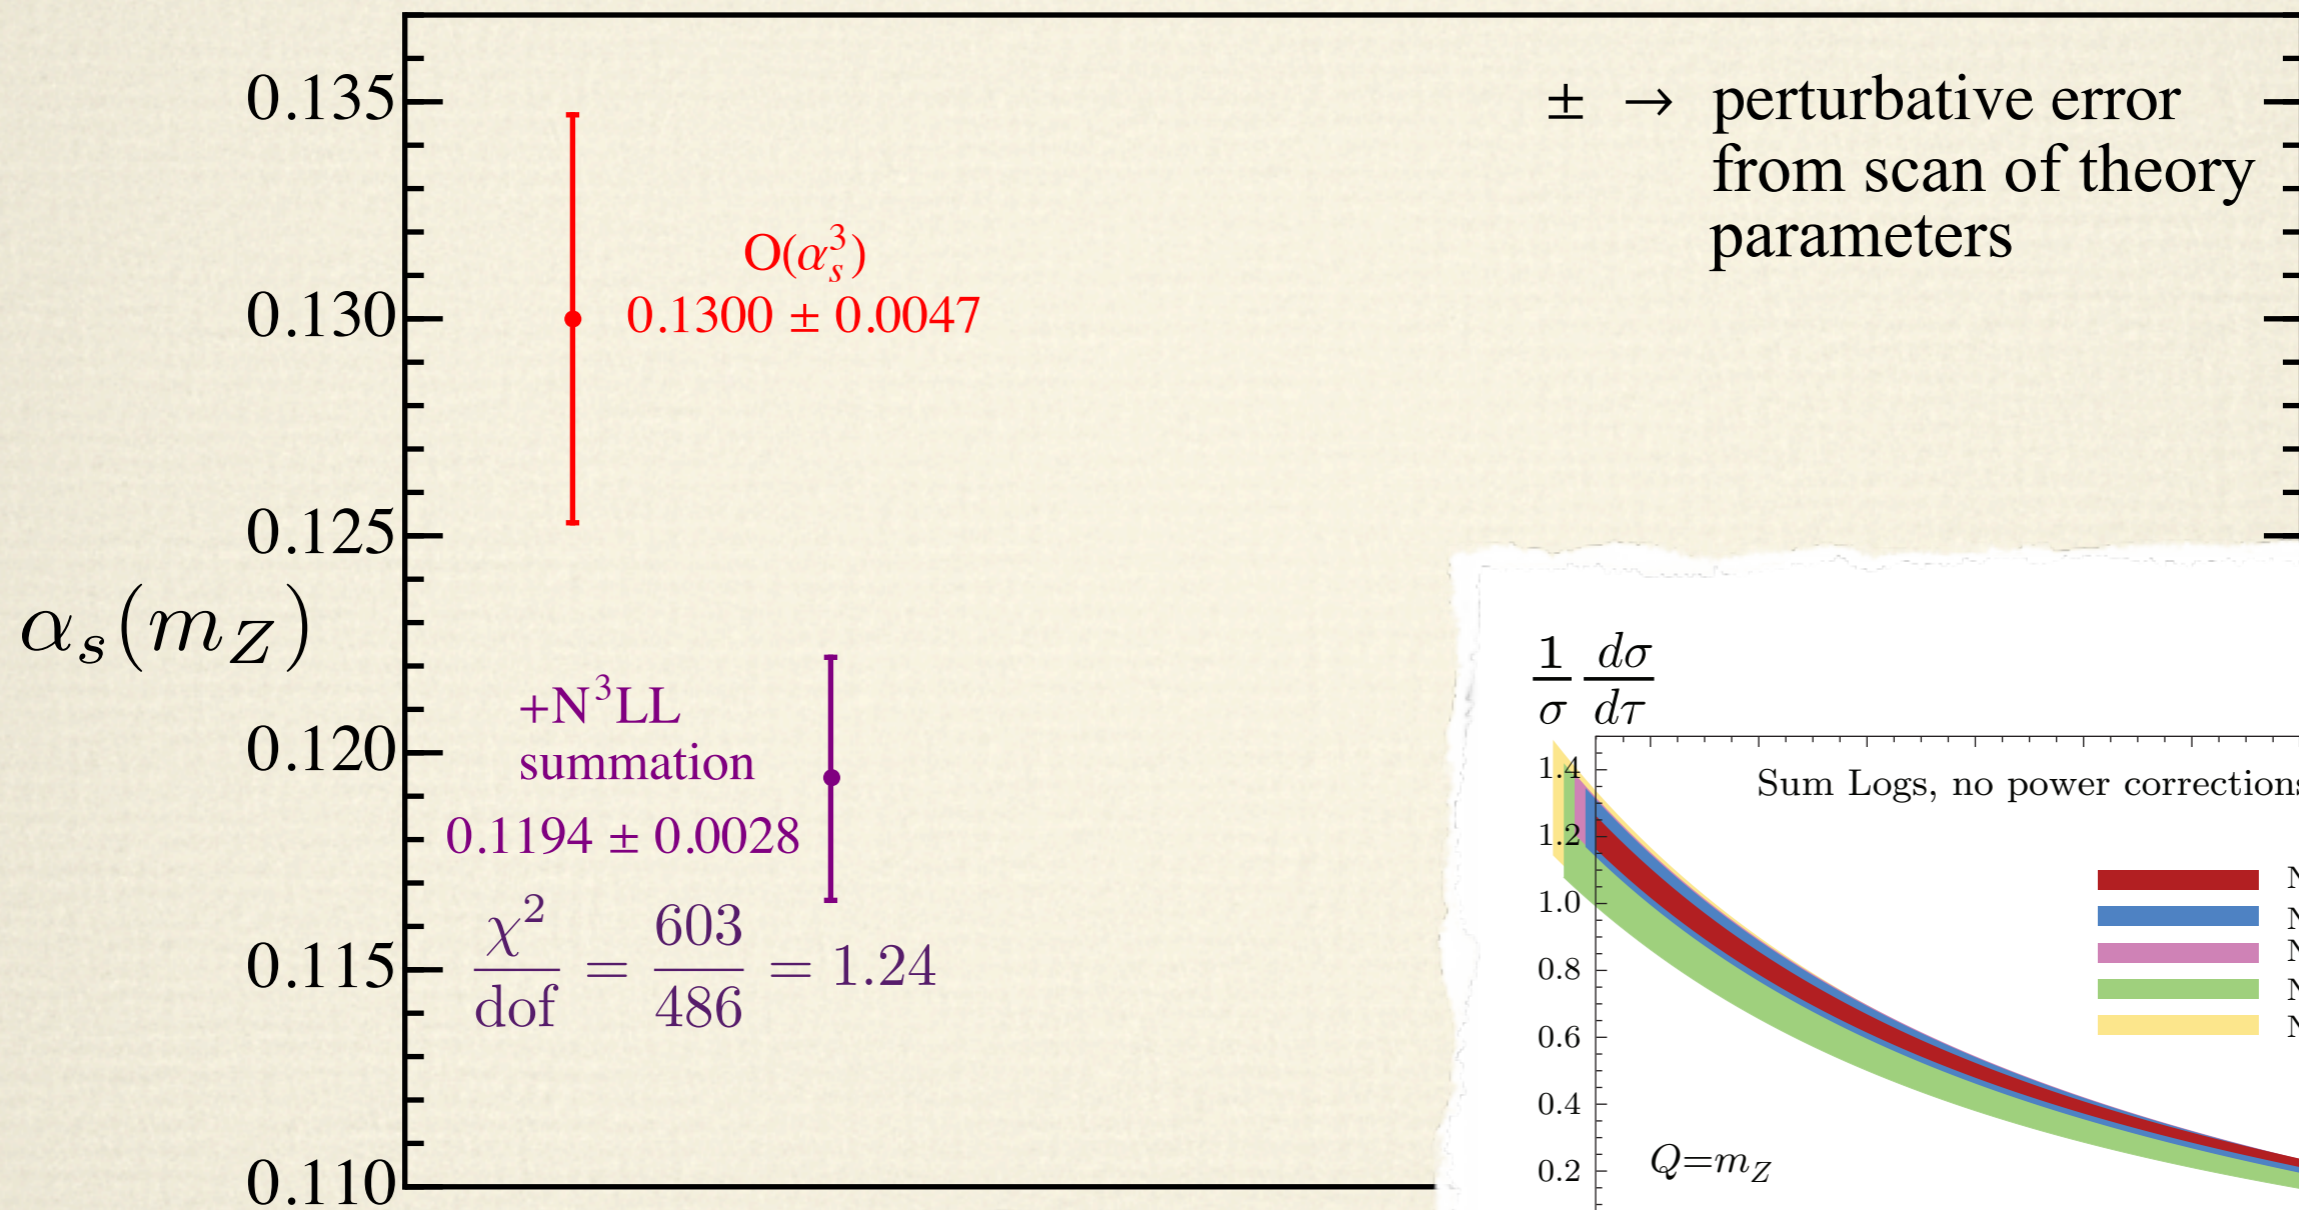 0.135
0.130
0.125
0.120
0.115
0.110
α_s(m_Z)
O(α_s^3)
0.1300 ± 0.0047
± → perturbative error
from scan of theory
parameters
+N³LL
summation
0.1194 ± 0.0028
χ²/dof = 603/486 = 1.24
1/σ dσ/dτ
Sum Logs, no power corrections
1.4
1.2
1.0
0.8
0.6
0.4
0.2
Q=m_Z